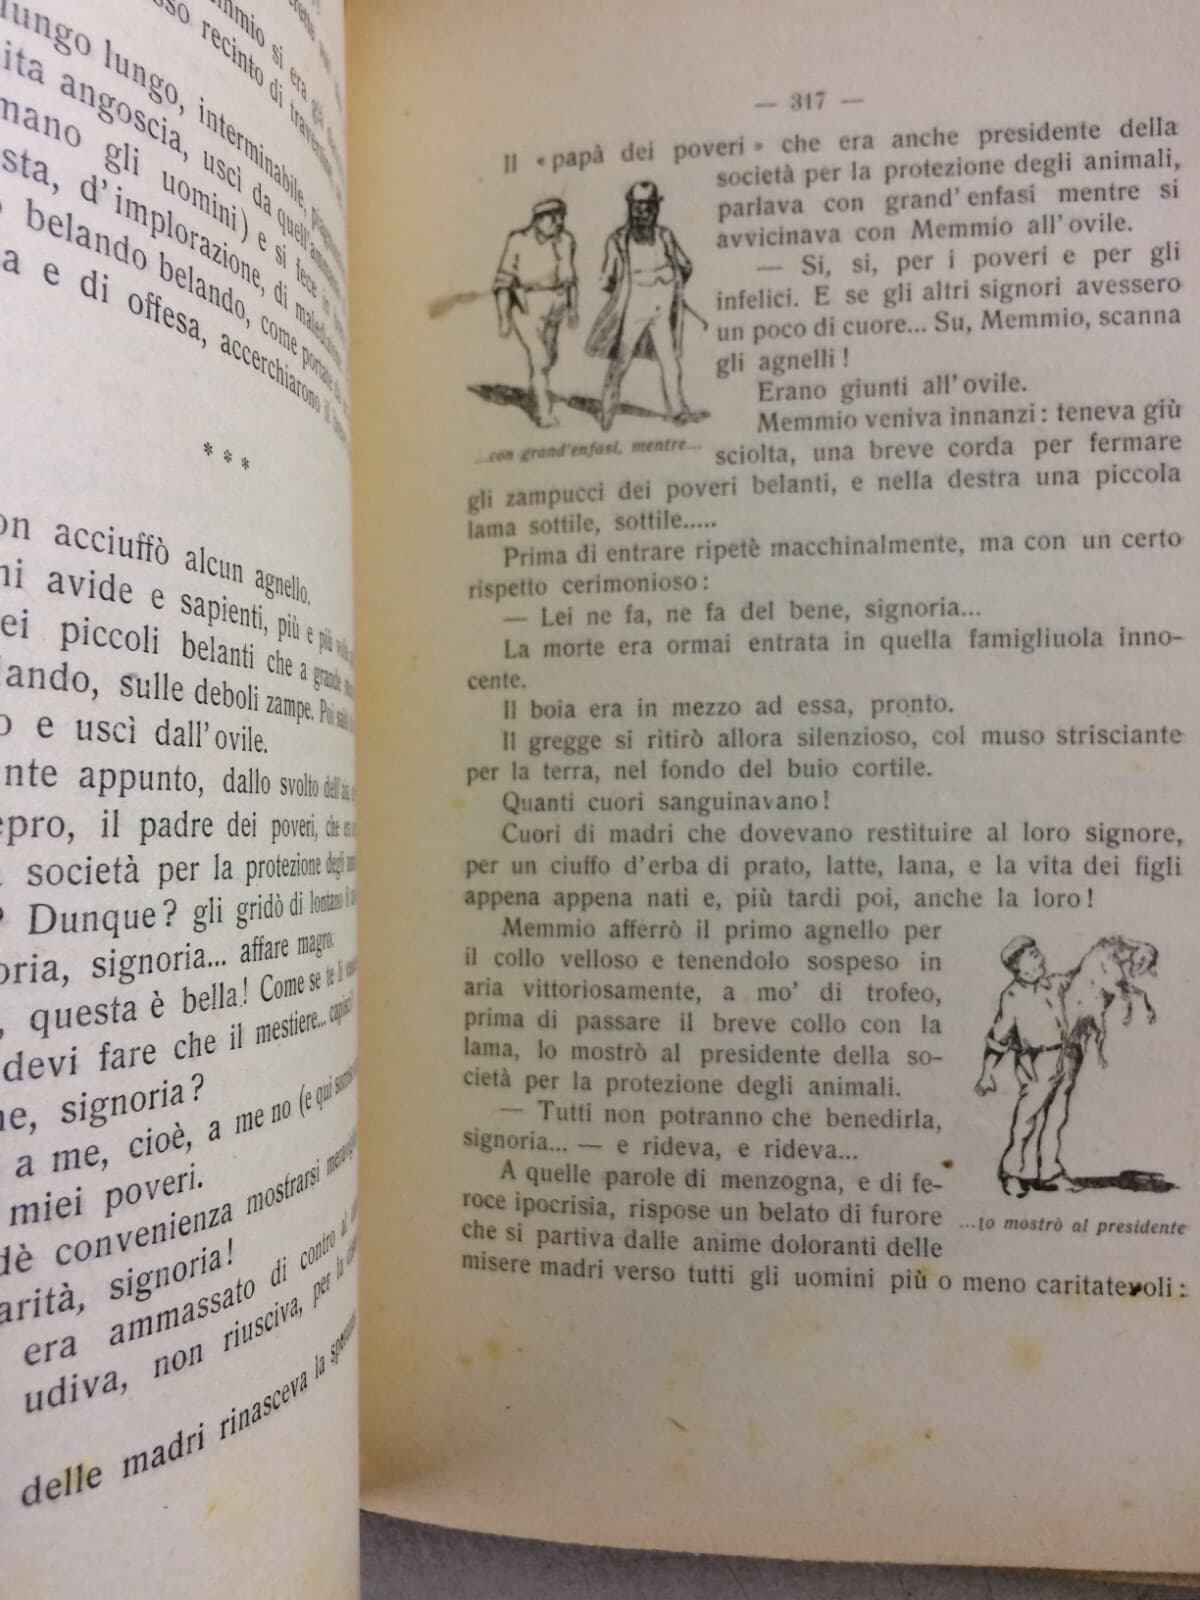 lungo lungo, interminabile,
ita angoscia, uscì da quell'
mano gli uomini) e si fece in
sta, d'implorazione, di maledizione
belando belando, come portate
a e di offesa, accerchiarono il
* * *
on acciuffò alcun agnello.
ni avide e sapienti, più e più
ei piccoli belanti che a grande
lando, sulle deboli zampe. Poi
o e uscì dall'ovile.
nte appunto, dallo svolto
epro, il padre dei poveri, che
società per la protezione degli
? Dunque? gli gridò di lontano il
oria, signoria... affare magro:
, questa è bella! Come se te li
devi fare che il mestiere... capisci
ne, signoria?
a me, cioè, a me no (e qui
miei poveri.
dè convenienza mostrarsi
arità, signoria!
era ammassato di contro al
udiva, non riusciva, per la
delle madri rinasceva la
— 317 —
Il « papà dei poveri » che era anche presidente della
società per la protezione degli animali,
parlava con grand'enfasi mentre si
avvicinava con Memmio all'ovile.
— Si, si, per i poveri e per gli
infelici. E se gli altri signori avessero
un poco di cuore... Su, Memmio, scanna
gli agnelli!
Erano giunti all'ovile.
Memmio veniva innanzi: teneva giù
...con grand'enfasi, mentre...
sciolta, una breve corda per fermare
gli zampucci dei poveri belanti, e nella destra una piccola
lama sottile, sottile.....
Prima di entrare ripetè macchinalmente, ma con un certo
rispetto cerimonioso:
— Lei ne fa, ne fa del bene, signoria...
La morte era ormai entrata in quella famigliuola inno-
cente.
Il boia era in mezzo ad essa, pronto.
Il gregge si ritirò allora silenzioso, col muso strisciante
per la terra, nel fondo del buio cortile.
Quanti cuori sanguinavano!
Cuori di madri che dovevano restituire al loro signore,
per un ciuffo d'erba di prato, latte, lana, e la vita dei figli
appena appena nati e, più tardi poi, anche la loro!
Memmio afferrò il primo agnello per
il collo velloso e tenendolo sospeso in
aria vittoriosamente, a mo' di trofeo,
prima di passare il breve collo con la
lama, lo mostrò al presidente della so-
cietà per la protezione degli animali.
— Tutti non potranno che benedirla,
signoria... — e rideva, e rideva...
A quelle parole di menzogna, e di fe-
roce ipocrisia, rispose un belato di furore
...lo mostrò al presidente
che si partiva dalle anime doloranti delle
misere madri verso tutti gli uomini più o meno caritatevoli: